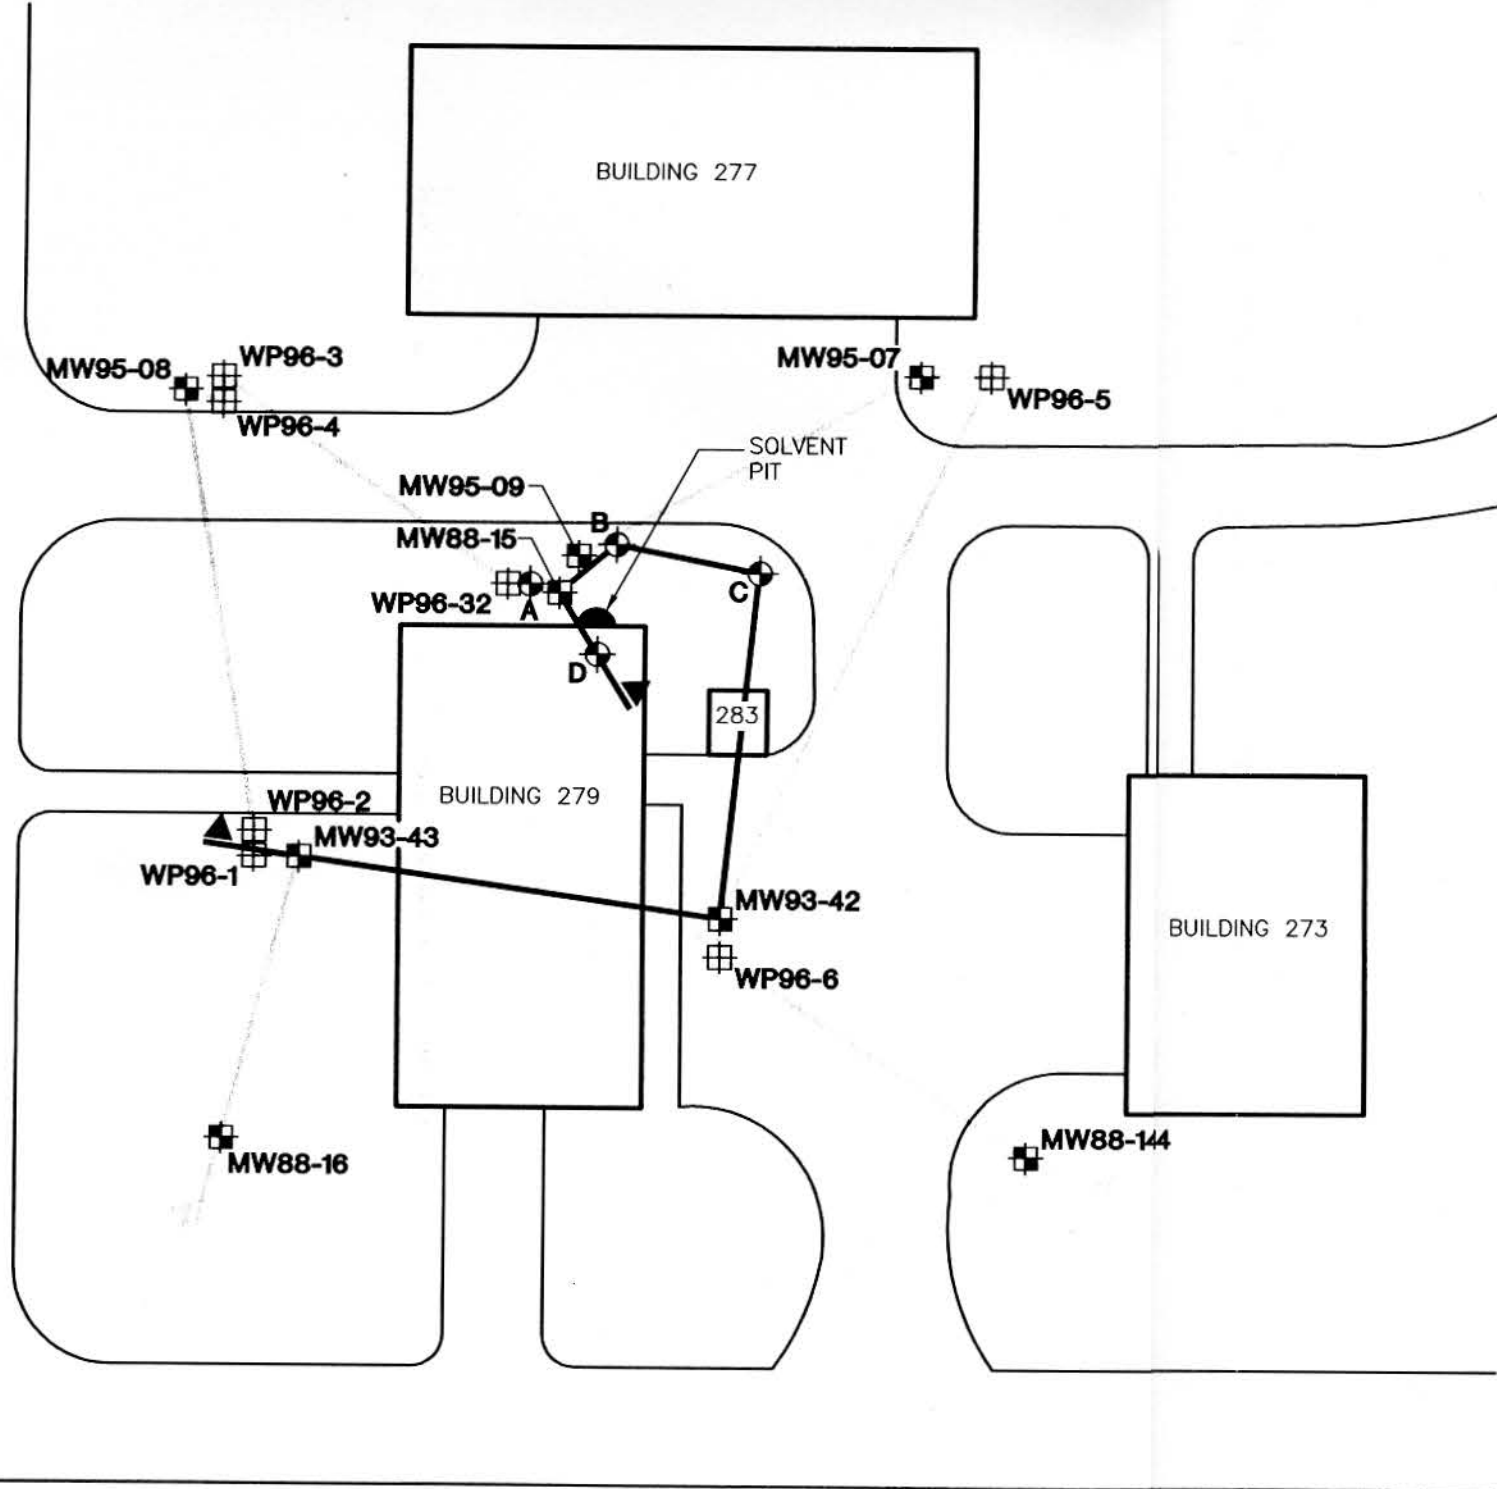 BUILDING 277
WP96-3
MW95-08
MW95-07
WP96-5
WP96-4
SOLVENT
PIT
MW95-09
B
MW88-15
C
WP96-32
A
D
283
BUILDING 279
WP96-2
MW93-43
WP96-1
MW93-42
BUILDING 273
WP96-6
MW88-144
MW88-16